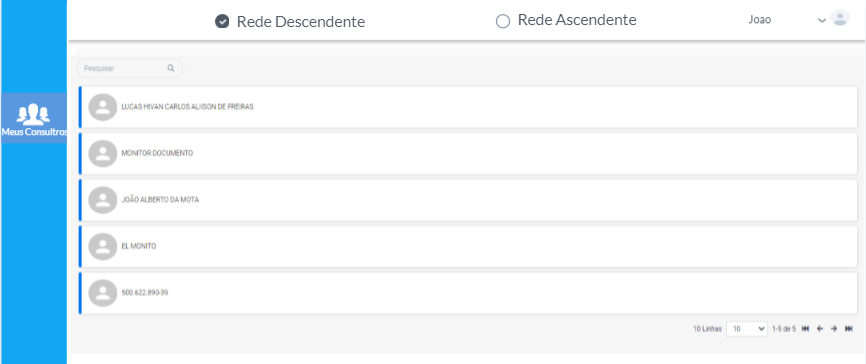 Rede Descendente
Rede Ascendente
Joao
Pesquisar
Meus Consultros
LUCAS HIVAN CARLOS ALIISON DE FREIRAS
MONITOR DOCUMENTO
JOÃO ALBERTO DA MOTA
EL MONITO
500.622.890-39
10 Linhas
10
1-5 de 5